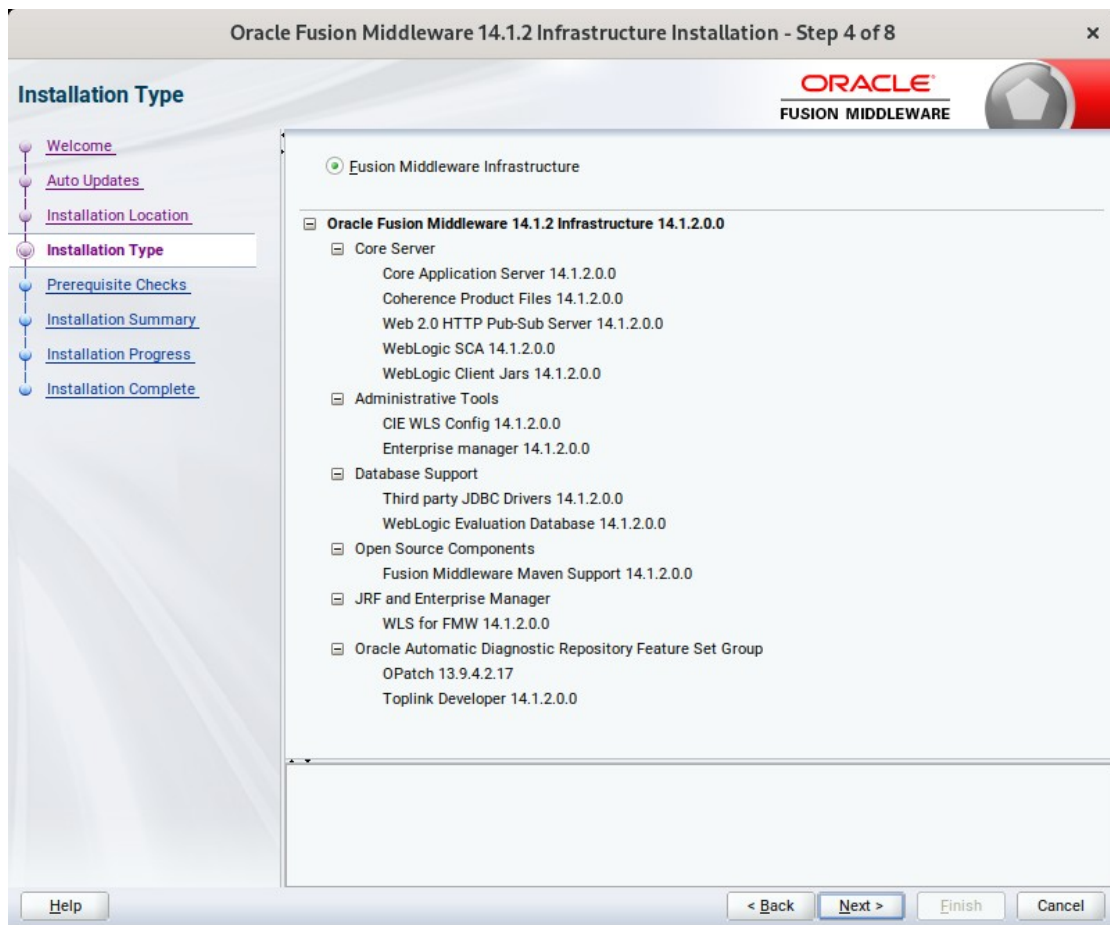 Oracle Fusion Middleware 14.1.2 Infrastructure Installation - Step 4 of 8
Installation Type
ORACLE
FUSION MIDDLEWARE
Welcome
Auto Updates
Installation Location
Installation Type
Prerequisite Checks
Installation Summary
Installation Progress
Installation Complete
Fusion Middleware Infrastructure
Oracle Fusion Middleware 14.1.2 Infrastructure 14.1.2.0.0
Core Server
Core Application Server 14.1.2.0.0
Coherence Product Files 14.1.2.0.0
Web 2.0 HTTP Pub-Sub Server 14.1.2.0.0
WebLogic SCA 14.1.2.0.0
WebLogic Client Jars 14.1.2.0.0
Administrative Tools
CIE WLS Config 14.1.2.0.0
Enterprise manager 14.1.2.0.0
Database Support
Third party JDBC Drivers 14.1.2.0.0
WebLogic Evaluation Database 14.1.2.0.0
Open Source Components
Fusion Middleware Maven Support 14.1.2.0.0
JRF and Enterprise Manager
WLS for FMW 14.1.2.0.0
Oracle Automatic Diagnostic Repository Feature Set Group
OPatch 13.9.4.2.17
Toplink Developer 14.1.2.0.0
Help
< Back
Next >
Finish
Cancel